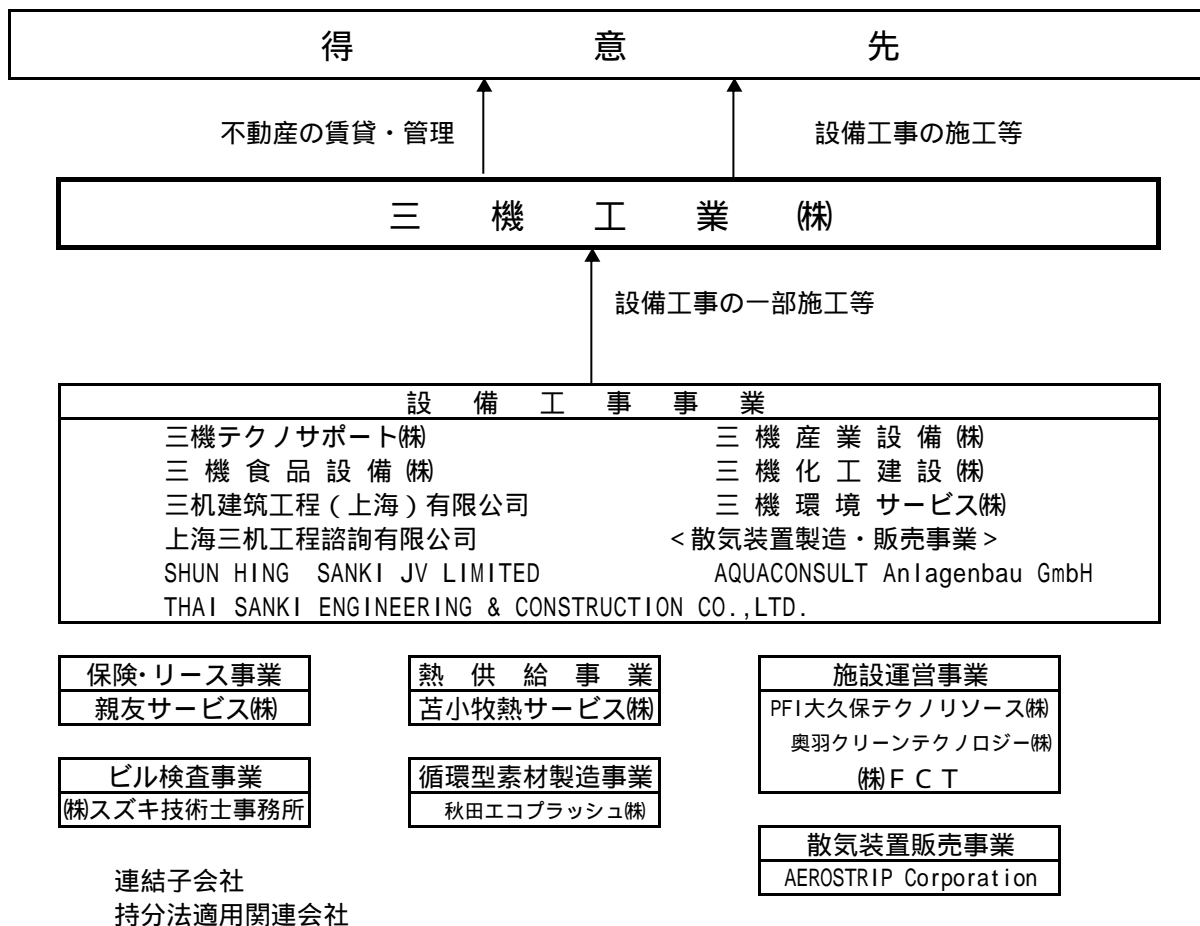 得意先
不動産の賃貸・管理
設備工事の施工等
三機工業㈱
設備工事の一部施工等
設備工事事業
三機テクノサポート㈱
三機産業設備㈱
三機食品設備㈱
三機化工建設㈱
三机建筑工程（上海）有限公司
三機環境サービス㈱
上海三机工程諮詢有限公司
＜散気装置製造・販売事業＞
SHUN HING SANKI JV LIMITED
AQUACONSULT Anlagenbau GmbH
THAI SANKI ENGINEERING & CONSTRUCTION CO.,LTD.
保険・リース事業
親友サービス㈱
熱供給事業
苫小牧熱サービス㈱
施設運営事業
PFI大久保テクノリソース㈱
奥羽クリーンテクノロジー㈱
㈱ＦＣＴ
ビル検査事業
㈱スズキ技術士事務所
循環型素材製造事業
秋田エコプラッシュ㈱
散気装置販売事業
AEROSTRIP Corporation
連結子会社
持分法適用関連会社